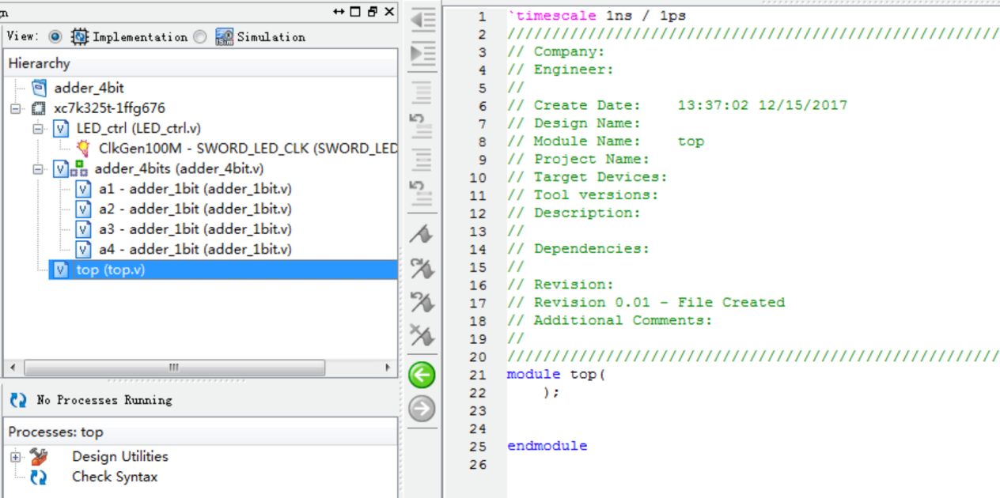 n
View: Implementation Simulation
Hierarchy
adder_4bit
xc7k325t-1ffg676
LED_ctrl (LED_ctrl.v)
ClkGen100M - SWORD_LED_CLK (SWORD_LED
adder_4bits (adder_4bit.v)
a1 - adder_1bit (adder_1bit.v)
a2 - adder_1bit (adder_1bit.v)
a3 - adder_1bit (adder_1bit.v)
a4 - adder_1bit (adder_1bit.v)
top (top.v)
No Processes Running
Processes: top
Design Utilities
Check Syntax
1 `timescale 1ns / 1ps
2 ///////////////////////////////////////////////////////
3 // Company:
4 // Engineer:
5 //
6 // Create Date:    13:37:02 12/15/2017
7 // Design Name:
8 // Module Name:    top
9 // Project Name:
10 // Target Devices:
11 // Tool versions:
12 // Description:
13 //
14 // Dependencies:
15 //
16 // Revision:
17 // Revision 0.01 - File Created
18 // Additional Comments:
19 //
20 ///////////////////////////////////////////////////////
21 module top(
22     );
23
24
25 endmodule
26